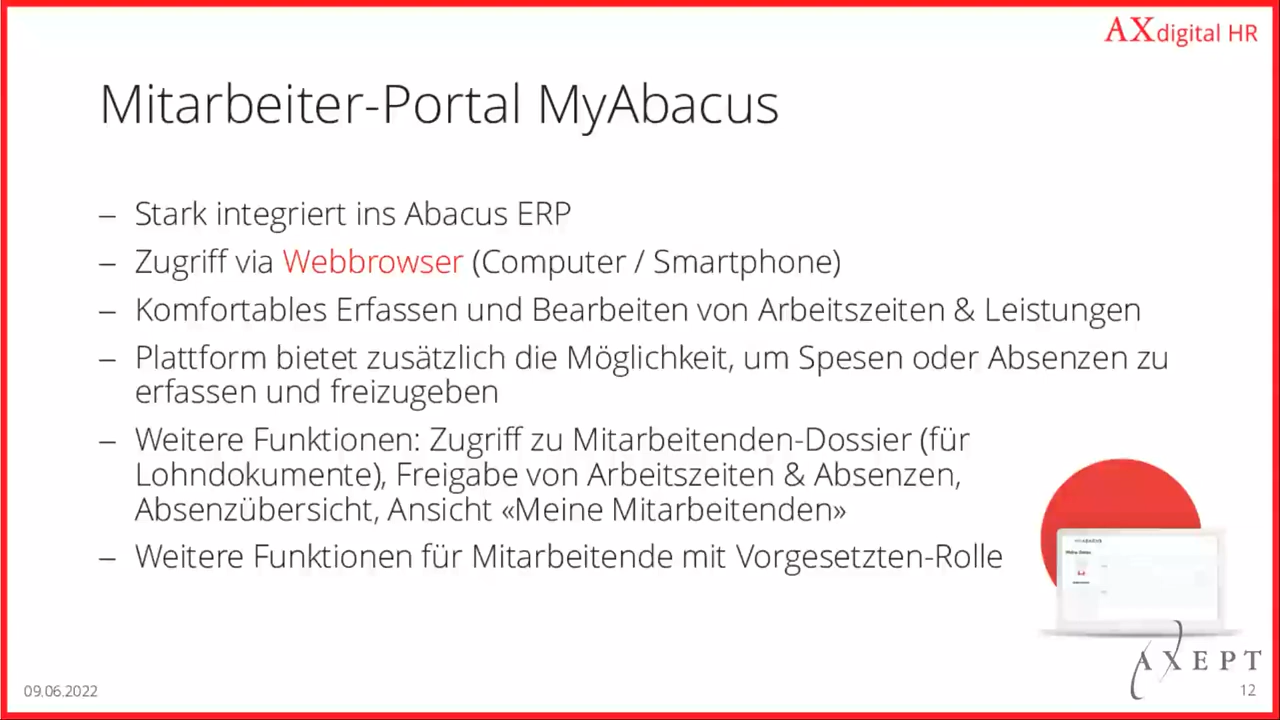 AXdigital HR
Mitarbeiter-Portal MyAbacus
– Stark integriert ins Abacus ERP
– Zugriff via Webbrowser (Computer / Smartphone)
– Komfortables Erfassen und Bearbeiten von Arbeitszeiten & Leistungen
– Plattform bietet zusätzlich die Möglichkeit, um Spesen oder Absenzen zu
erfassen und freizugeben
– Weitere Funktionen: Zugriff zu Mitarbeitenden-Dossier (für
Lohndokumente), Freigabe von Arbeitszeiten & Absenzen,
Absenzübersicht, Ansicht «Meine Mitarbeitenden»
– Weitere Funktionen für Mitarbeitende mit Vorgesetzten-Rolle
AXEPT
09.06.2022
12